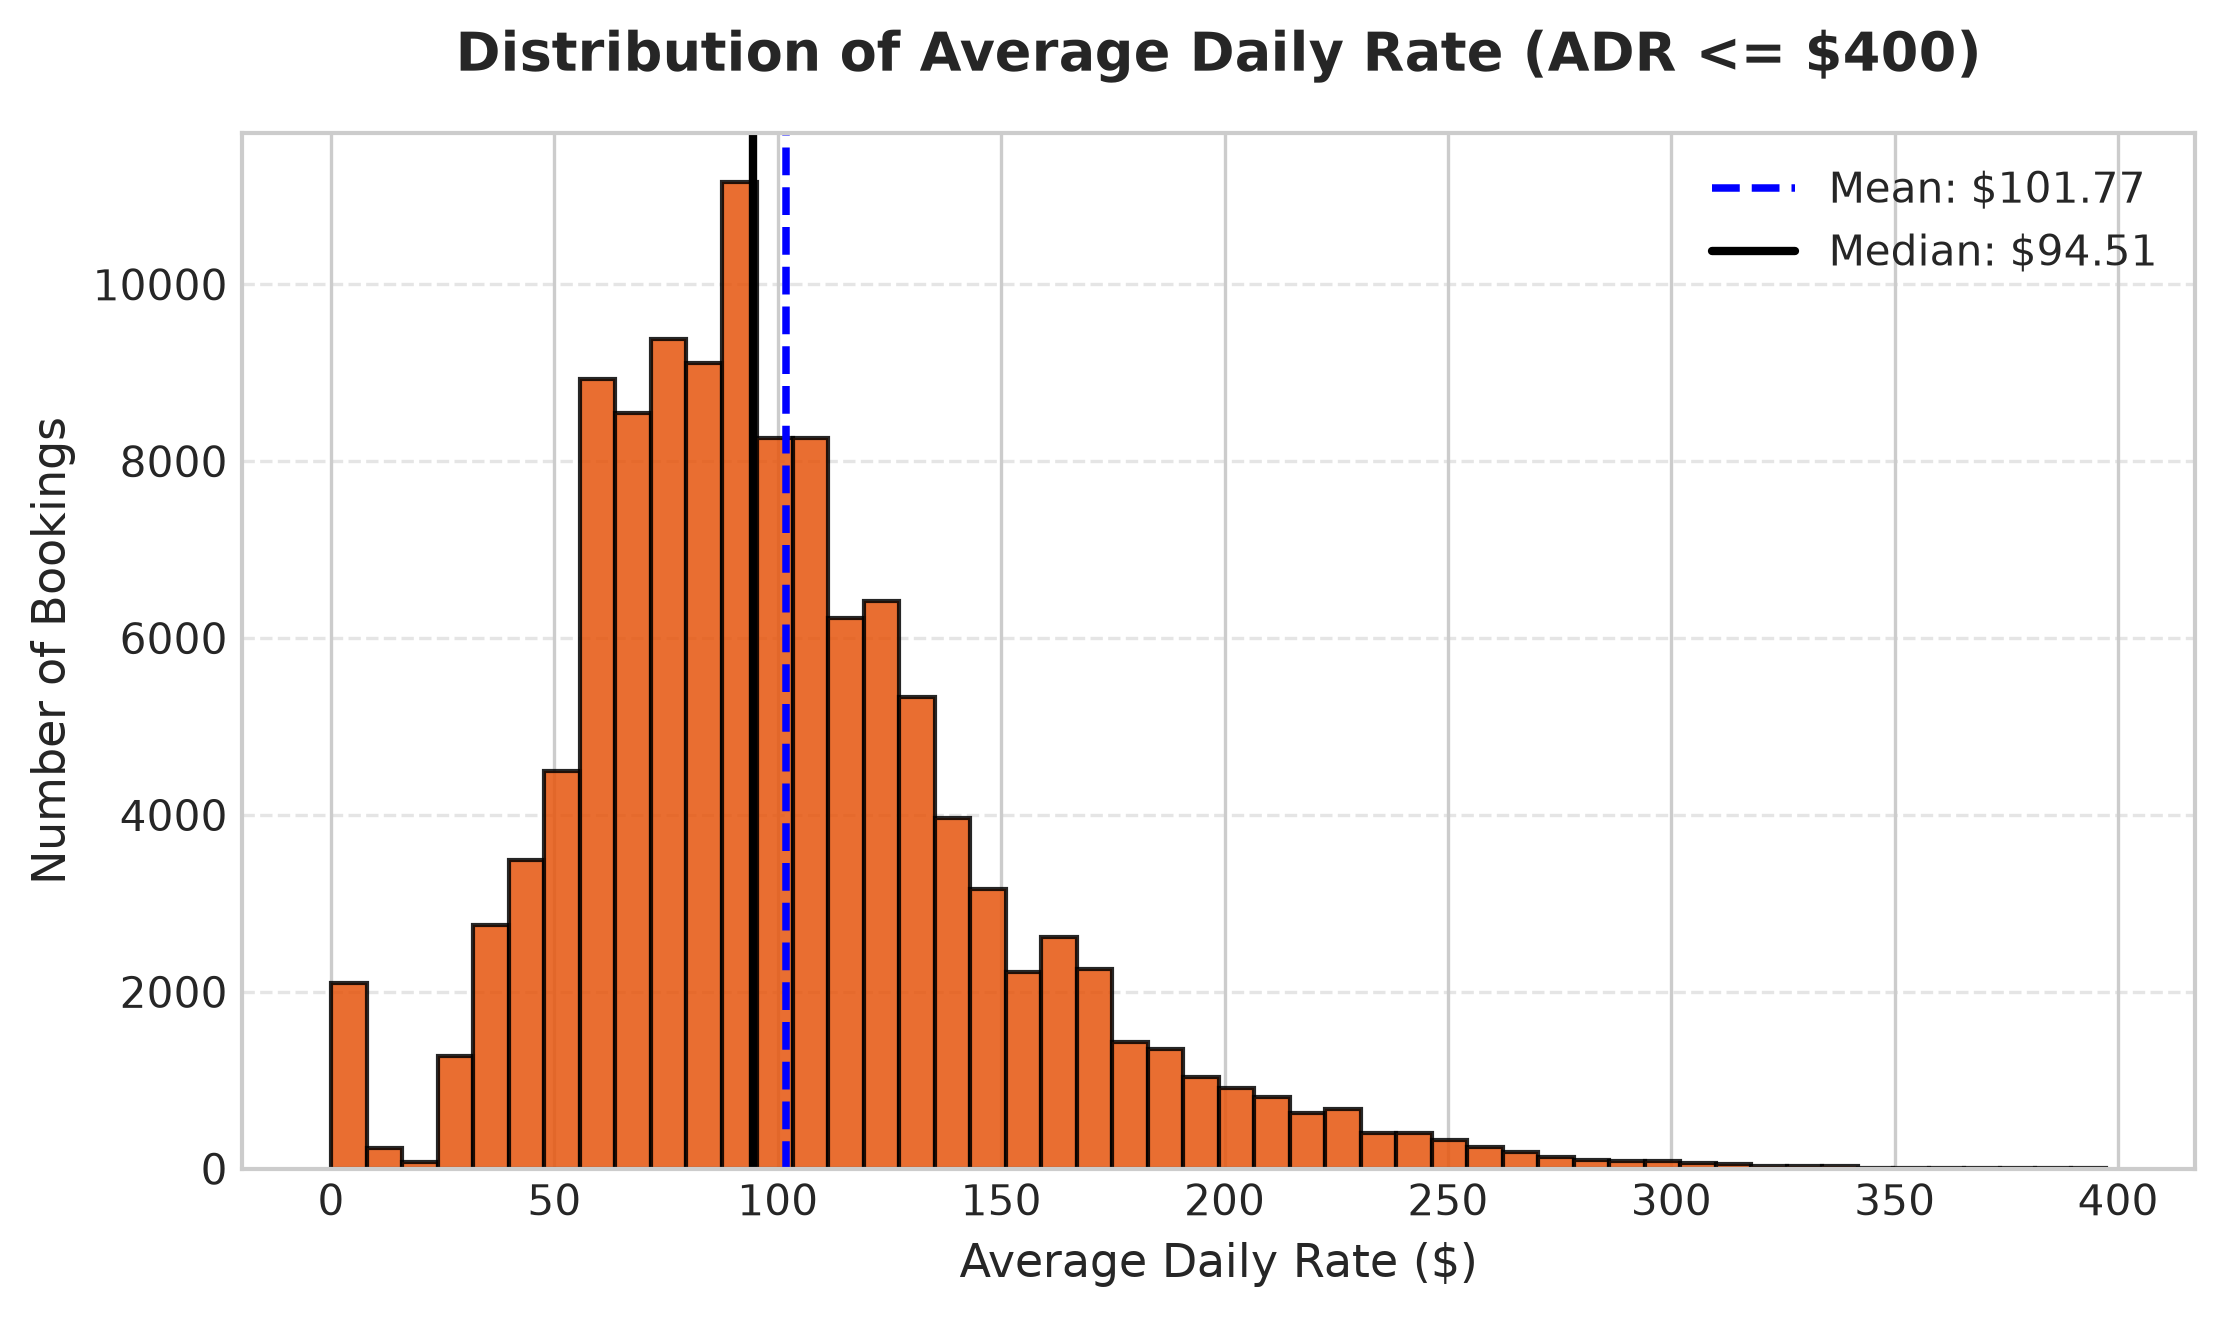 Distribution of Average Daily Rate (ADR <= $400)
Mean: $101.77
Median: $94.51
Number of Bookings
10000
8000
6000
4000
2000
0
0 50 100 150 200 250 300 350 400
Average Daily Rate ($)